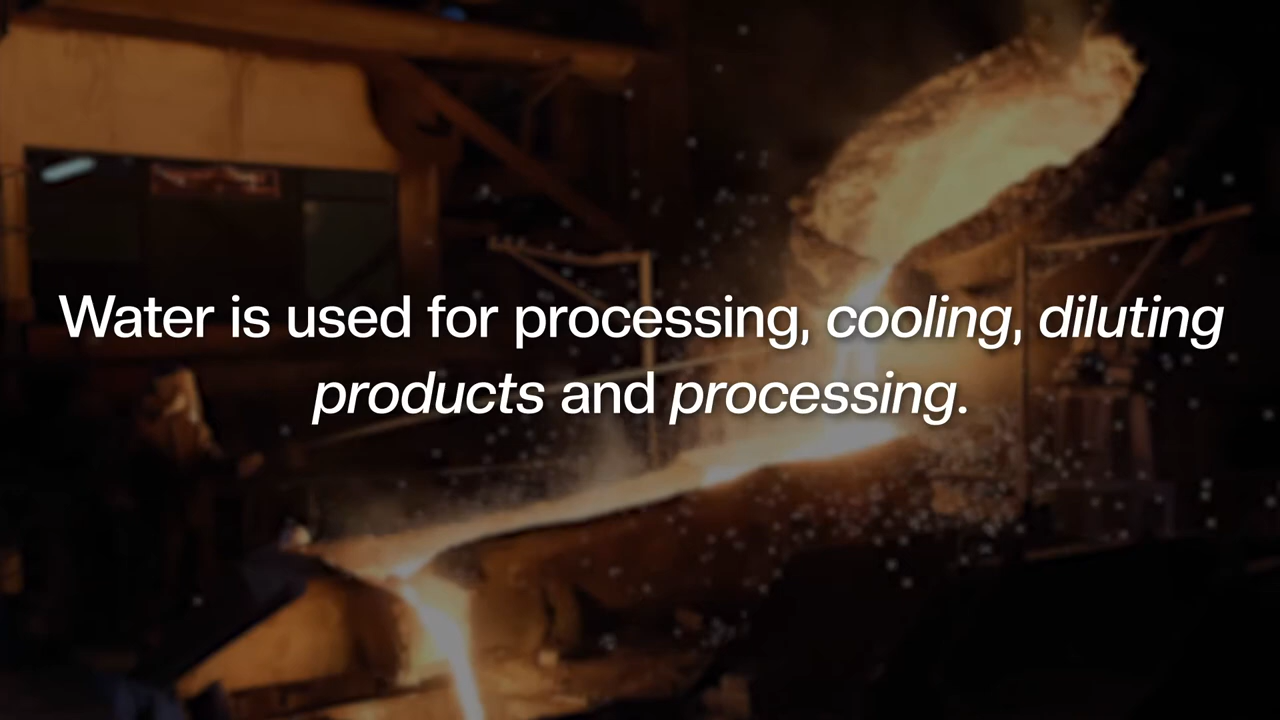 Water is used for processing, cooling, diluting
products and processing.